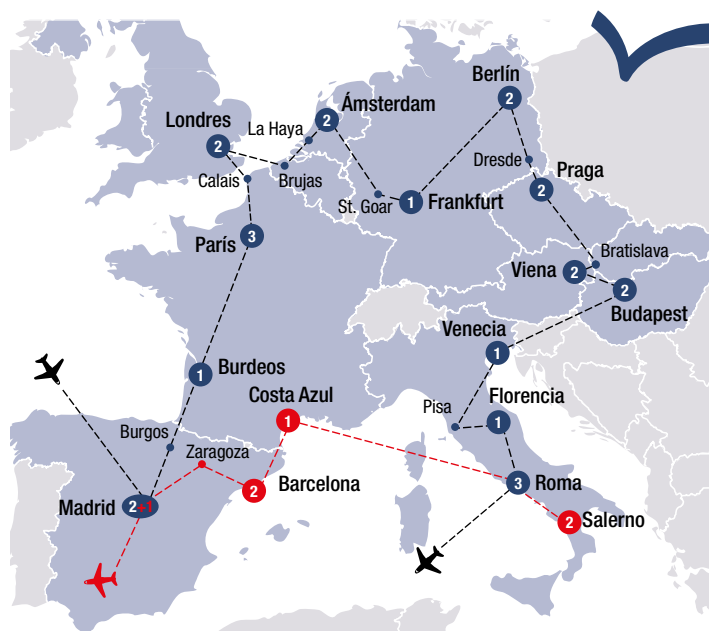 Berlín
2
Ámsterdam
2
Londres
2
La Haya
Dresde
Praga
2
Calais
Brujas
St. Goar
1
Frankfurt
París
3
Bratislava
Viena
2
2
Budapest
Venecia
1
Burdeos
1
Costa Azul
1
Florencia
1
Pisa
Burgos
Zaragoza
Barcelona
2
Roma
3
Madrid
2+1
Salerno
2